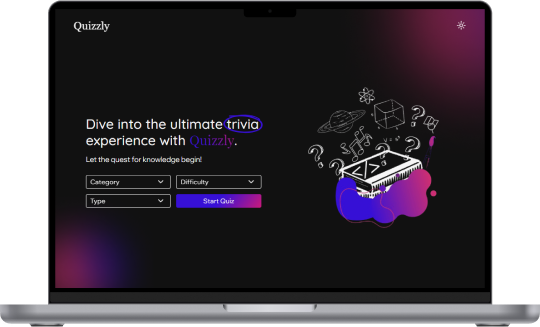 Quizzly
Dive into the ultimate trivia
experience with Quizzly.
Let the quest for knowledge begin!
Category
Difficulty
Type
Start Quiz